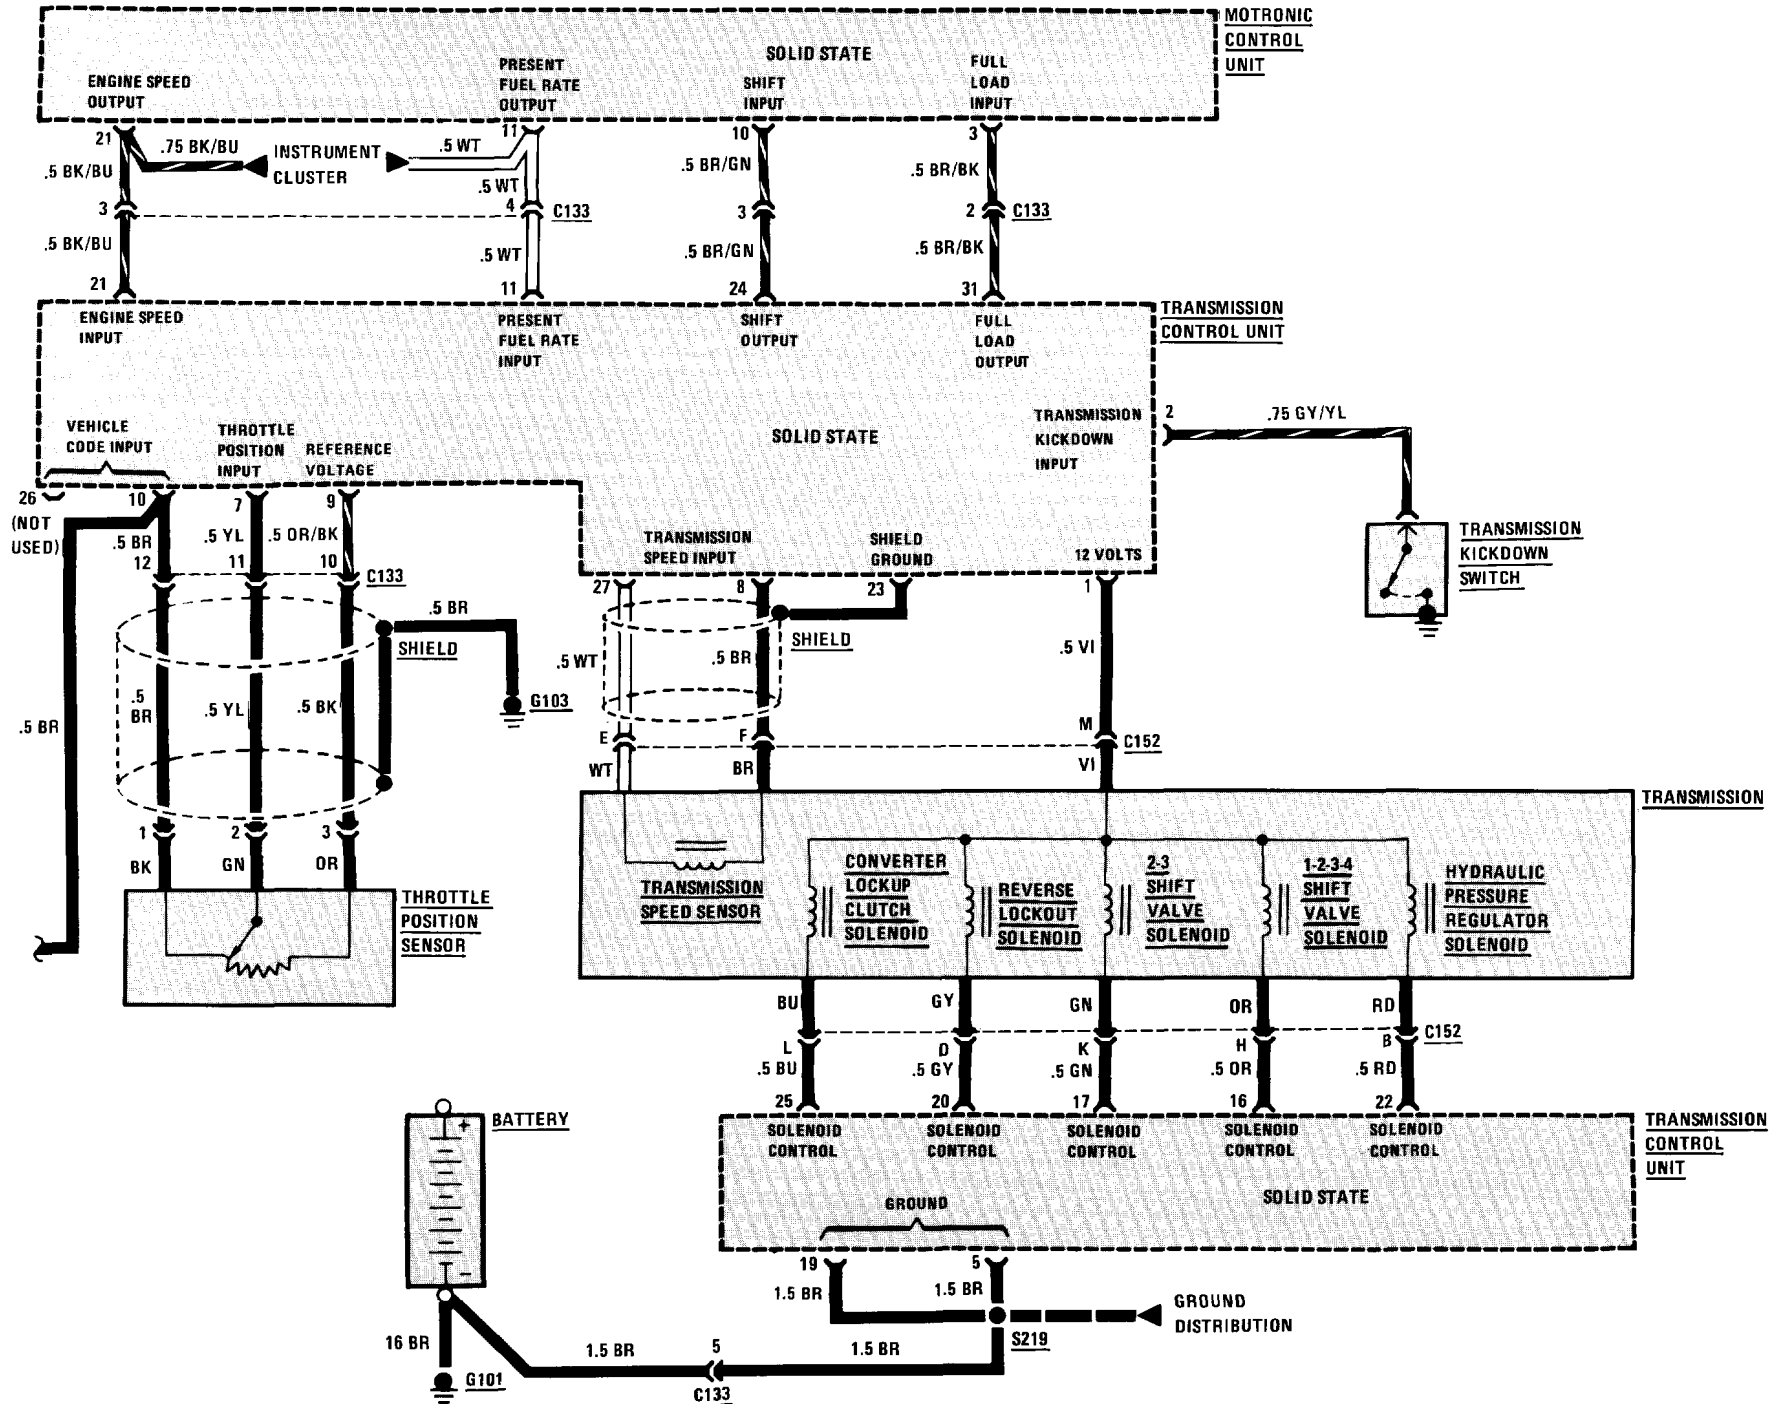 MOTRONIC
CONTROL
UNIT
SOLID STATE
ENGINE SPEED
OUTPUT
PRESENT
FUEL RATE
OUTPUT
SHIFT
INPUT
FULL
LOAD
INPUT
21
.75 BK/BU
INSTRUMENT
CLUSTER
.5 WT
11
10
3
.5 BK/BU
.5 WT
.5 BR/GN
.5 BR/BK
3
4
C133
3
2
C133
.5 BK/BU
.5 WT
.5 BR/GN
.5 BR/BK
21
11
24
31
TRANSMISSION
CONTROL UNIT
ENGINE SPEED
INPUT
PRESENT
FUEL RATE
INPUT
SHIFT
OUTPUT
FULL
LOAD
OUTPUT
VEHICLE
CODE INPUT
THROTTLE
POSITION
INPUT
REFERENCE
VOLTAGE
SOLID STATE
TRANSMISSION
KICKDOWN
INPUT
2
.75 GY/YL
26
(NOT
USED)
10
7
9
.5 BR
.5 YL
.5 OR/BK
12
11
10
C133
TRANSMISSION
SPEED INPUT
SHIELD
GROUND
12 VOLTS
TRANSMISSION
KICKDOWN
SWITCH
27
8
23
1
.5 BR
SHIELD
G103
.5 BR
.5
BR
.5 YL
.5 BK
SHIELD
.5 WT
.5 BR
.5 VI
E
F
M
C152
WT
BR
VI
1
2
3
BK
GN
OR
THROTTLE
POSITION
SENSOR
TRANSMISSION
TRANSMISSION
SPEED SENSOR
CONVERTER
LOCKUP
CLUTCH
SOLENOID
REVERSE
LOCKOUT
SOLENOID
2-3
SHIFT
VALVE
SOLENOID
1-2-3-4
SHIFT
VALVE
SOLENOID
HYDRAULIC
PRESSURE
REGULATOR
SOLENOID
BU
GY
GN
OR
RD
L
D
K
H
B
C152
.5 BU
.5 GY
.5 GN
.5 OR
.5 RD
25
20
17
16
22
SOLENOID
CONTROL
SOLENOID
CONTROL
SOLENOID
CONTROL
SOLENOID
CONTROL
SOLENOID
CONTROL
TRANSMISSION
CONTROL
UNIT
GROUND
SOLID STATE
BATTERY
+
−
19
5
1.5 BR
1.5 BR
GROUND
DISTRIBUTION
S219
16 BR
G101
1.5 BR
5
C133
1.5 BR